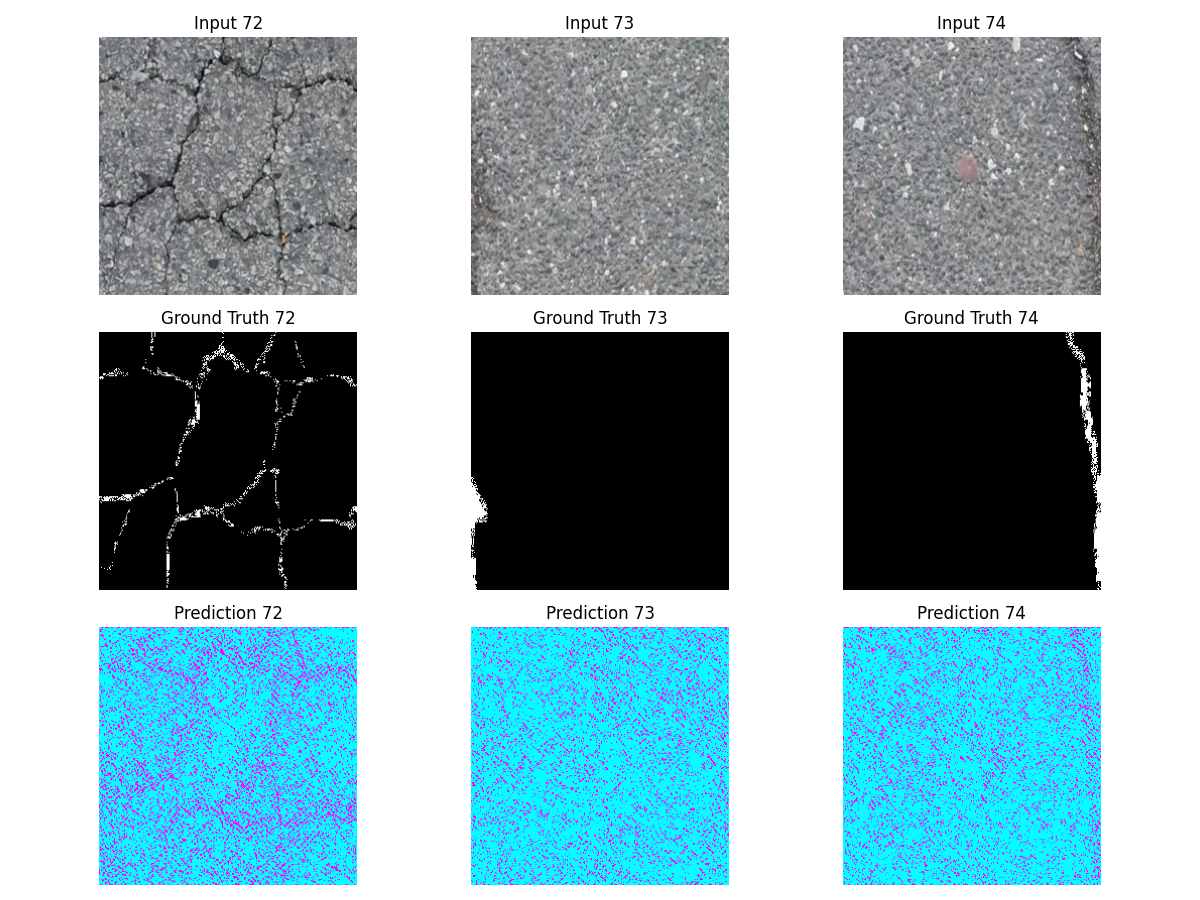 Input 72
Input 73
Input 74
Ground Truth 72
Ground Truth 73
Ground Truth 74
Prediction 72
Prediction 73
Prediction 74